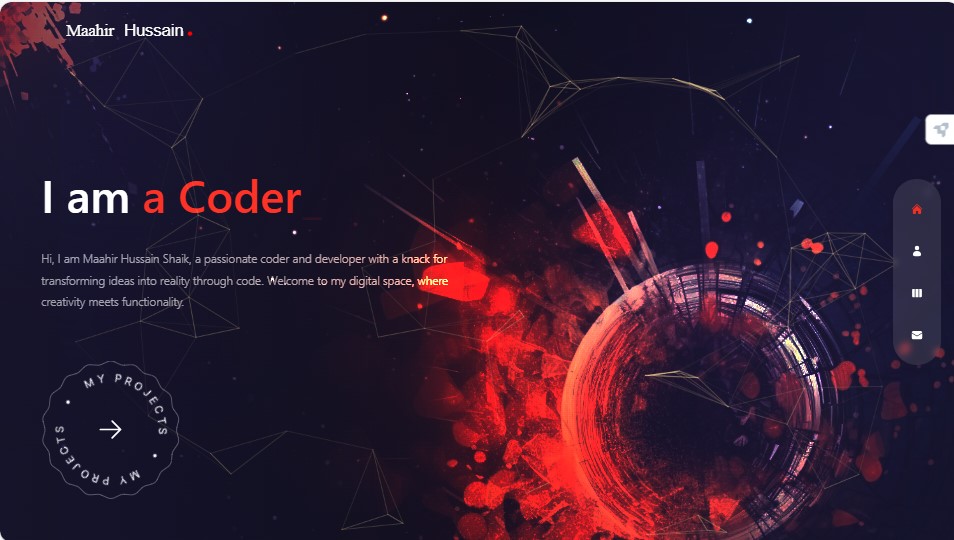 Maahir Hussain.
I am a Coder_
Hi, I am Maahir Hussain Shaik, a passionate coder and developer with a knack for
transforming ideas into reality through code. Welcome to my digital space, where
creativity meets functionality.
MY PROJECTS
MY PROJECTS